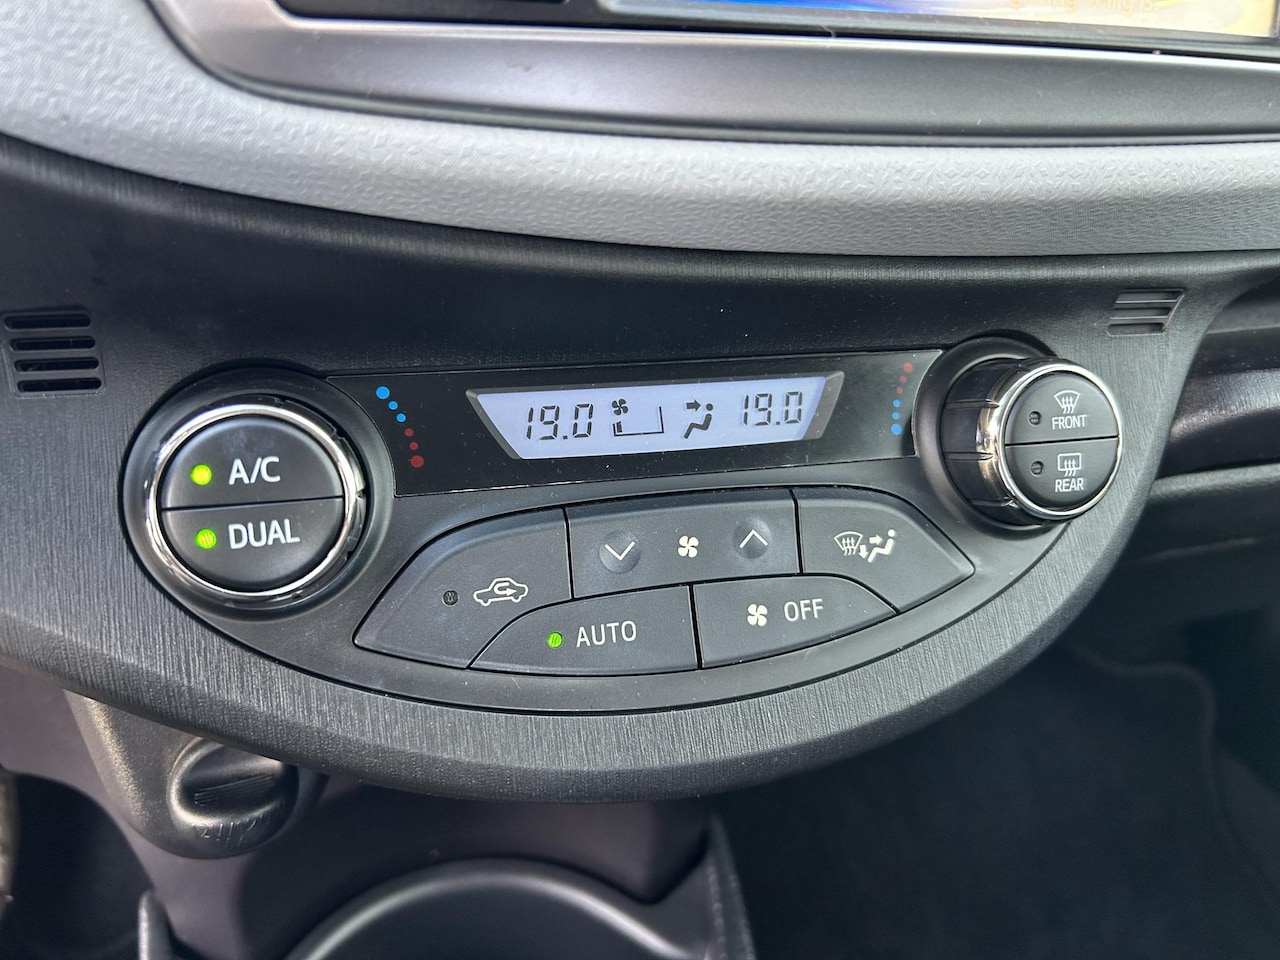 19.0 19.0
A/C
DUAL
FRONT
REAR
AUTO
OFF